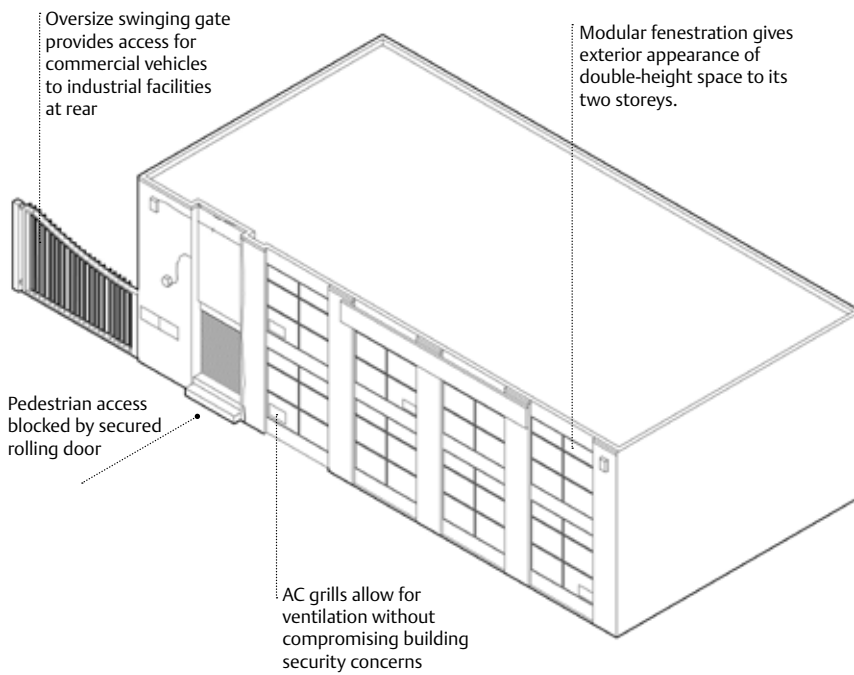 Oversize swinging gate
provides access for
commercial vehicles
to industrial facilities
at rear
Modular fenestration gives
exterior appearance of
double-height space to its
two storeys.
Pedestrian access
blocked by secured
rolling door
AC grills allow for
ventilation without
compromising building
security concerns